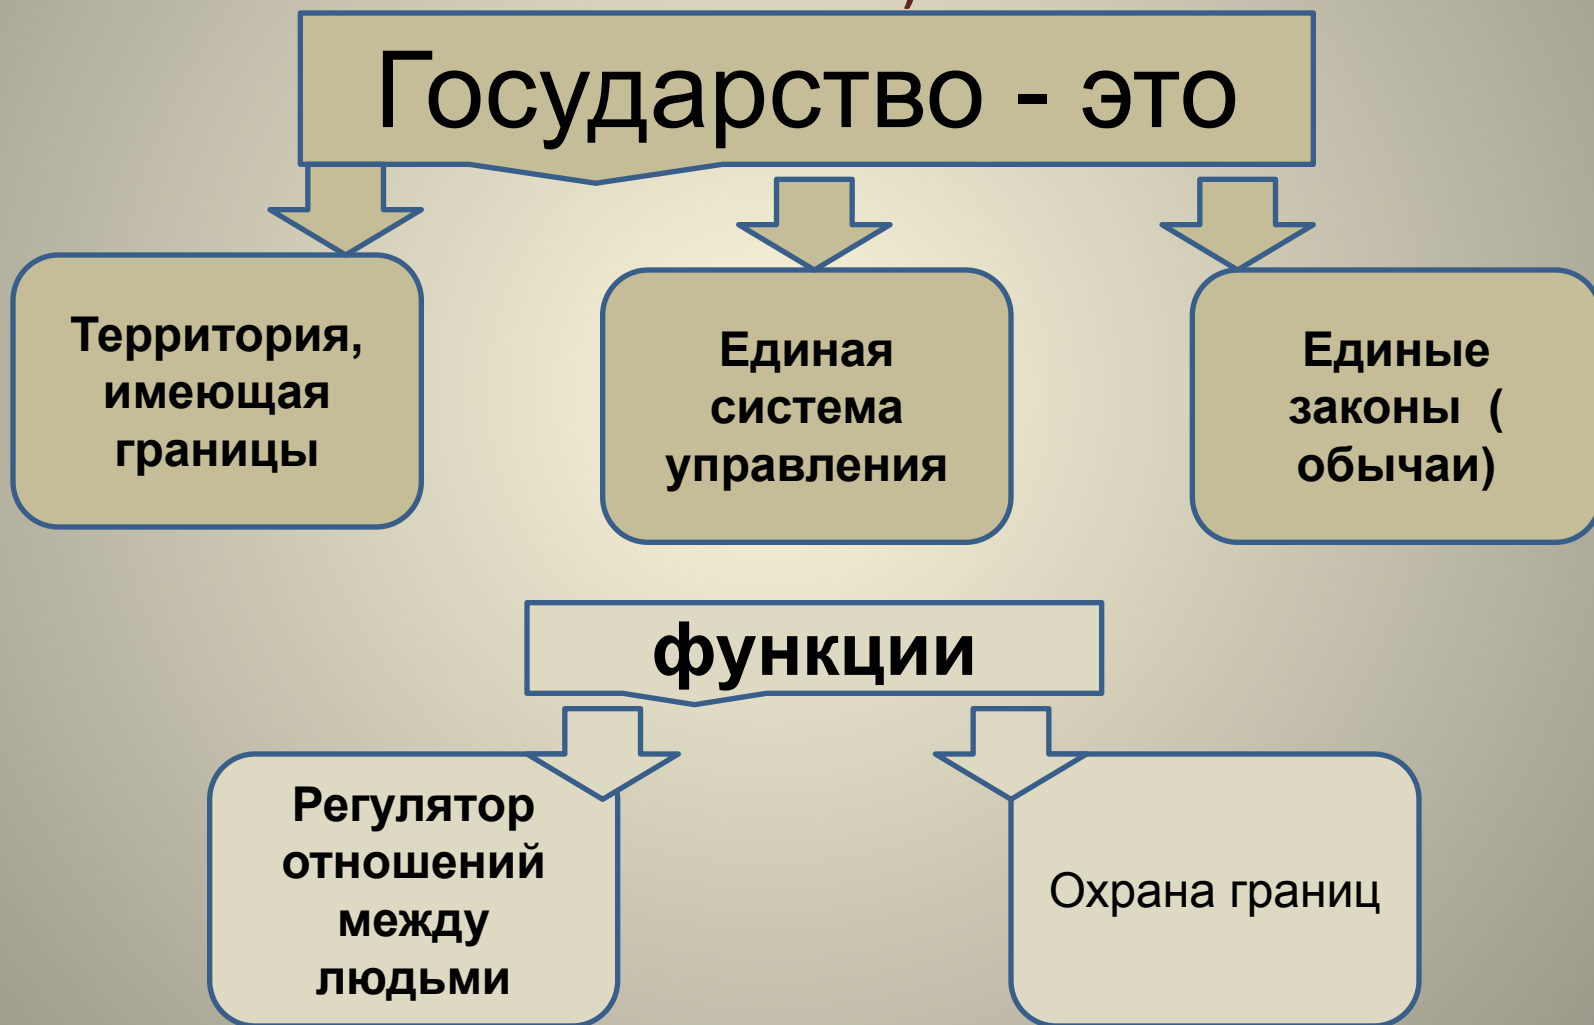 Государство - это
Территория,
имеющая
границы
Единая
система
управления
Единые
законы (
обычаи)
функции
Регулятор
отношений
между
людьми
Охрана границ